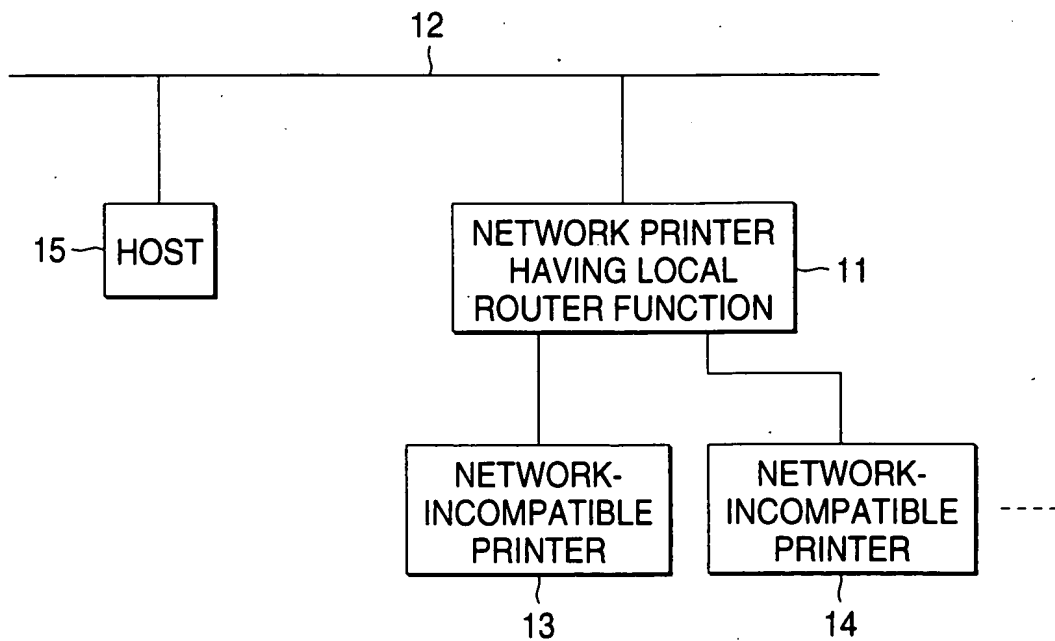 12
15
HOST
NETWORK PRINTER
HAVING LOCAL
ROUTER FUNCTION
11
NETWORK-
INCOMPATIBLE
PRINTER
NETWORK-
INCOMPATIBLE
PRINTER
13
14